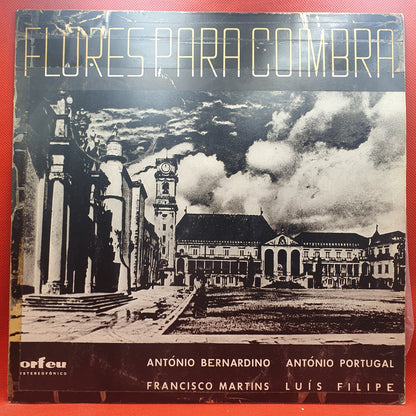 FLORES PARA COIMBRA
orfeu
ESTEREOFÓNICO
ANTÓNIO BERNARDINO ANTÓNIO PORTUGAL
FRANCISCO MARTINS LUÍS FILIPE